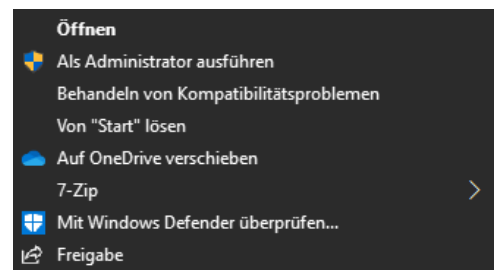 Öffnen
Als Administrator ausführen
Behandeln von Kompatibilitätsproblemen
Von "Start" lösen
Auf OneDrive verschieben
7-Zip
Mit Windows Defender überprüfen...
Freigabe